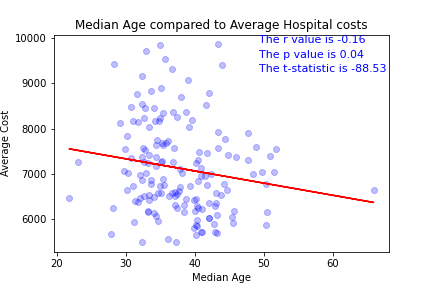 Median Age compared to Average Hospital costs
The r value is -0.16
The p value is 0.04
The t-statistic is -88.53
10000
9000
8000
7000
6000
Average Cost
20 30 40 50 60
Median Age